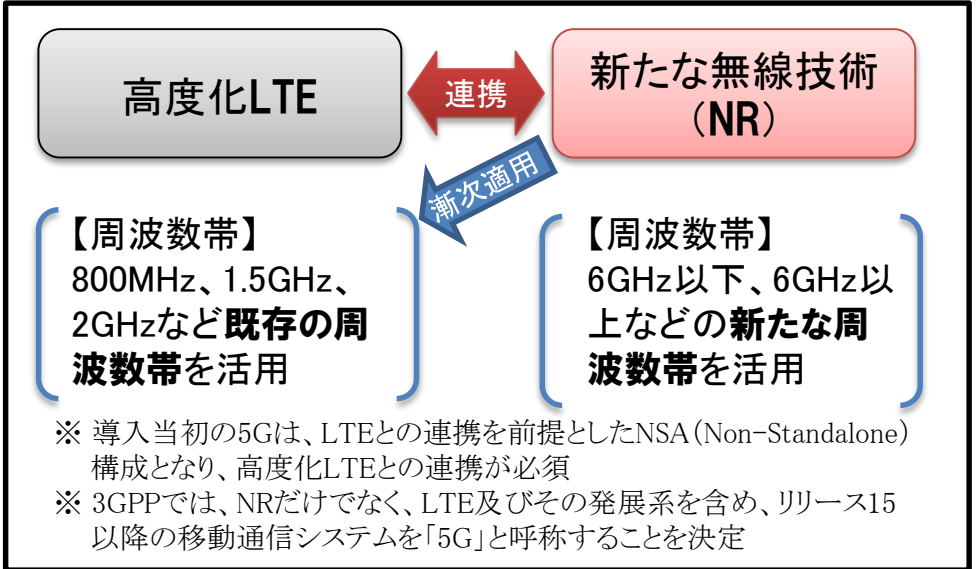 高度化LTE
連携
新たな無線技術
（NR）
漸次適用
【周波数帯】
800MHz、1.5GHz、
2GHzなど既存の周
波数帯を活用
【周波数帯】
6GHz以下、6GHz以
上などの新たな周
波数帯を活用
※ 導入当初の5Gは、LTEとの連携を前提としたNSA（Non-Standalone）
構成となり、高度化LTEとの連携が必須
※ 3GPPでは、NRだけでなく、LTE及びその発展系を含め、リリース15
以降の移動通信システムを「5G」と呼称することを決定